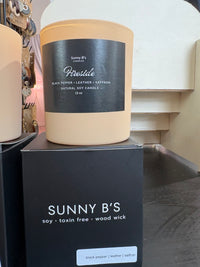 Sunny B's
Fireside
BLACK PEPPER • LEATHER • SAFFRON
NATURAL SOY CANDLE
SUNNY B'S
soy • toxin free • wood wick
black pepper | leather | saffron